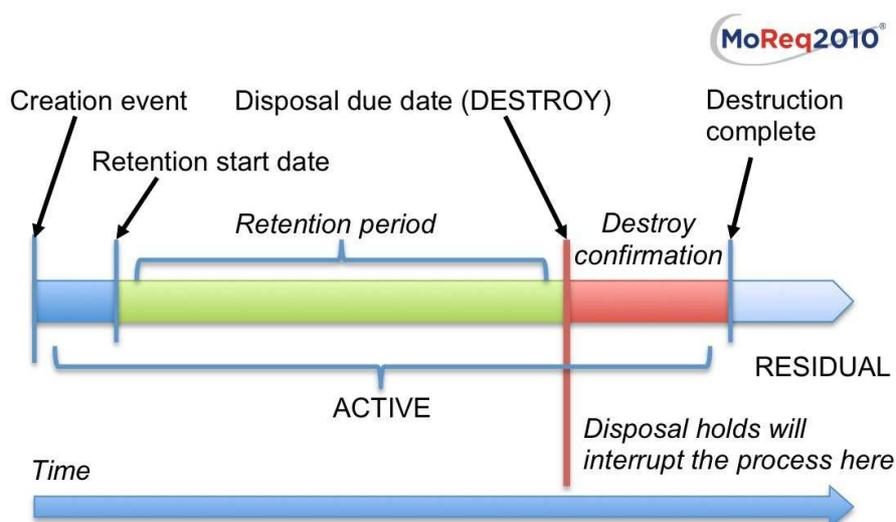 MoReq2010®
Creation event
Disposal due date (DESTROY)
Destruction
complete
Retention start date
Retention period
Destroy
confirmation
RESIDUAL
ACTIVE
Disposal holds will
interrupt the process here
Time